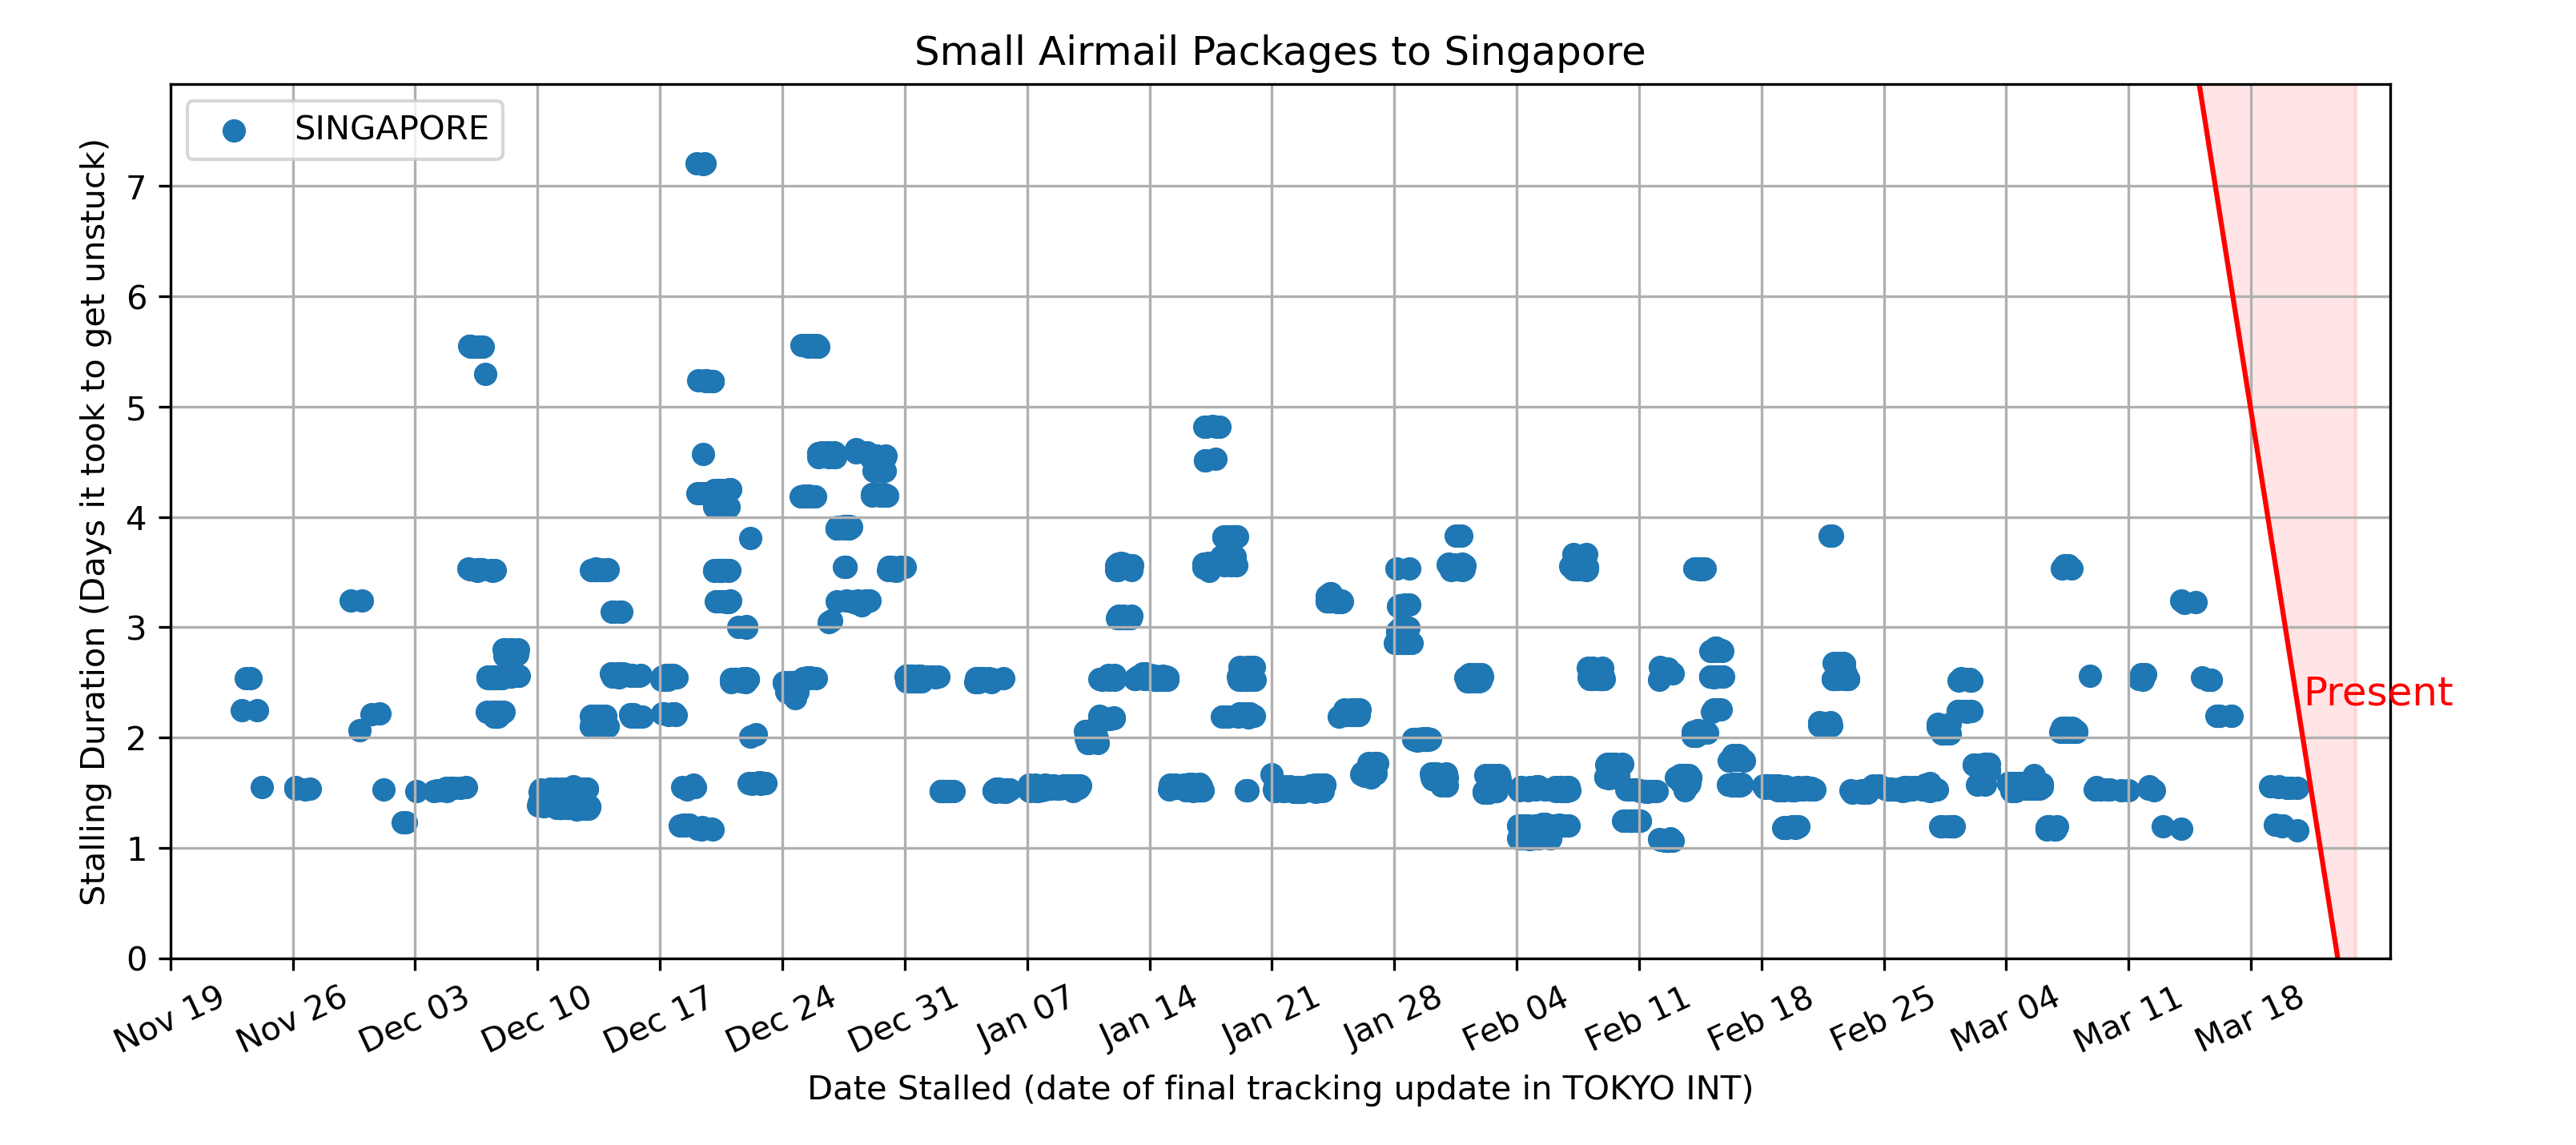 Small Airmail Packages to Singapore
SINGAPORE
Stalling Duration (Days it took to get unstuck)
7
6
5
4
3
2
1
0
Present
Nov 19
Nov 26
Dec 03
Dec 10
Dec 17
Dec 24
Dec 31
Jan 07
Jan 14
Jan 21
Jan 28
Feb 04
Feb 11
Feb 18
Feb 25
Mar 04
Mar 11
Mar 18
Date Stalled (date of final tracking update in TOKYO INT)